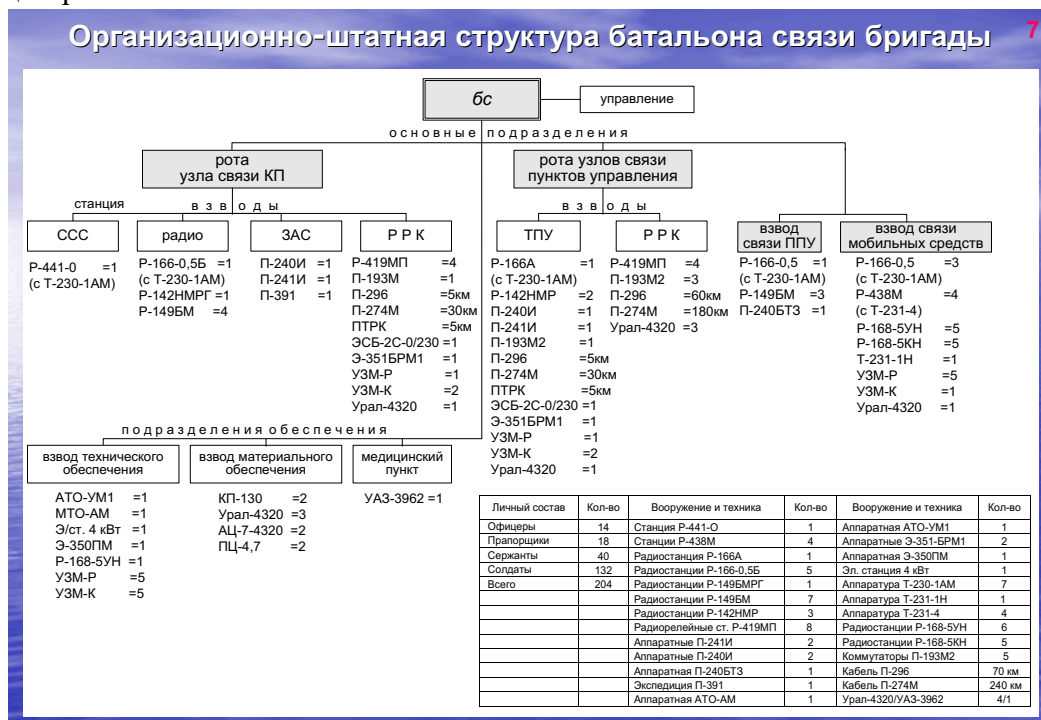 Организационно-штатная структура батальона связи бригады
7
бс
управление
основные подразделения
рота
узла связи КП
рота узлов связи
пунктов управления
станция
взводы
взводы
ССС
радио
ЗАС
РРК
ТПУ
РРК
взвод
связи ППУ
взвод связи
мобильных средств
Р-441-0 =1
(с Т-230-1АМ)
Р-166-0,5Б =1
(с Т-230-1АМ)
Р-142НМРГ =1
Р-149БМ =4
П-240И =1
П-241И =1
П-391 =1
Р-419МП =4
П-193М =1
П-296 =5км
П-274М =30км
ПТРК =5км
ЭСБ-2С-0/230 =1
Э-351БРМ1 =1
УЗМ-Р =1
УЗМ-К =2
Урал-4320 =1
Р-166А =1
(с Т-230-1АМ)
Р-142НМР =2
П-240И =1
П-241И =1
П-193М2 =1
П-296 =5км
П-274М =30км
ПТРК =5км
ЭСБ-2С-0/230 =1
Э-351БРМ1 =1
УЗМ-Р =1
УЗМ-К =2
Урал-4320 =1
Р-419МП =4
П-193М2 =3
П-296 =60км
П-274М =180км
Урал-4320 =3
Р-166-0,5 =1
(с Т-230-1АМ)
Р-149БМ =3
П-240БТЗ =1
Р-166-0,5 =3
(с Т-230-1АМ)
Р-438М =4
(с Т-231-4)
Р-168-5УН =5
Р-168-5КН =5
Т-231-1Н =1
УЗМ-Р =5
УЗМ-К =1
Урал-4320 =1
подразделения обеспечения
взвод технического
обеспечения
взвод материального
обеспечения
медицинский
пункт
АТО-УМ1 =1
МТО-АМ =1
Э/ст. 4 кВт =1
Э-350ПМ =1
Р-168-5УН =1
УЗМ-Р =5
УЗМ-К =5
КП-130 =2
Урал-4320 =3
АЦ-7-4320 =2
ПЦ-4,7 =2
УАЗ-3962 =1
Личный состав Кол-во Вооружение и техника Кол-во Вооружение и техника Кол-во
Офицеры 14 Станция Р-441-О 1 Аппаратная АТО-УМ1 1
Прапорщики 18 Станции Р-438М 4 Аппаратные Э-351-БРМ1 2
Сержанты 40 Радиостанция Р-166А 1 Аппаратная Э-350ПМ 1
Солдаты 132 Радиостанции Р-166-0,5Б 5 Эл. станция 4 кВт 1
Всего 204 Радиостанции Р-149БМРГ 1 Аппаратура Т-230-1АМ 7
Радиостанции Р-149БМ 7 Аппаратура Т-231-1Н 1
Радиостанции Р-142НМР 3 Аппаратура Т-231-4 4
Радиорелейные ст. Р-419МП 8 Радиостанции Р-168-5УН 6
Аппаратные П-241И 2 Радиостанции Р-168-5КН 5
Аппаратные П-240И 2 Коммутаторы П-193М2 5
Аппаратная П-240БТЗ 1 Кабель П-296 70 км
Экспедиция П-391 1 Кабель П-274М 240 км
Аппаратная АТО-АМ 1 Урал-4320/УАЗ-3962 4/1